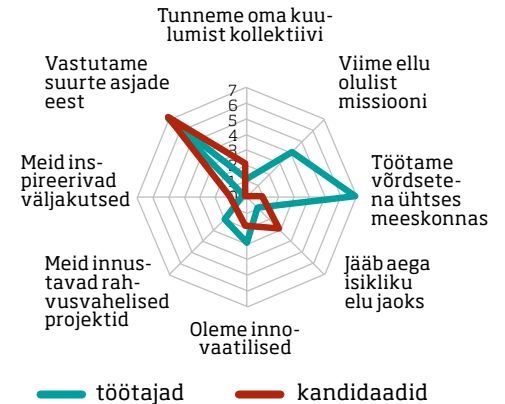 Tunneme oma kuu-
lumist kollektiivi
Vastutame
suurte asjade
eest
Viime ellu
olulist
missiooni
7
6
5
4
3
2
Meid ins-
pireerivad
väljakutsed
Töötame
võrdsete-
na ühtses
meeskonnas
Meid innus-
tavad rah-
vusvahelised
projektid
Jääb aega
isikliku
elu jaoks
Oleme inno-
vaatilised
töötajad
kandidaadid